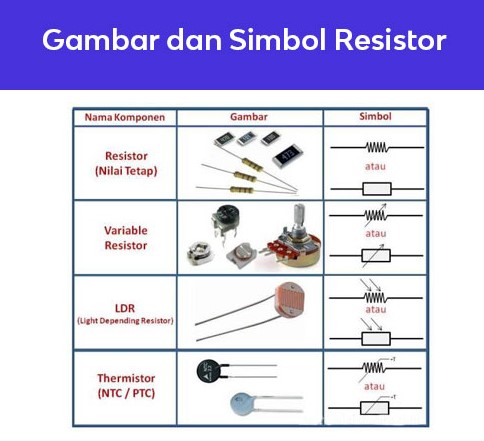 Gambar dan Simbol Resistor
Nama Komponen Gambar Simbol
Resistor
(Nilai Tetap)
473
atau
Variable
Resistor
atau
LDR
(Light Depending Resistor)
atau
Thermistor
(NTC / PTC)
-T
atau
-T